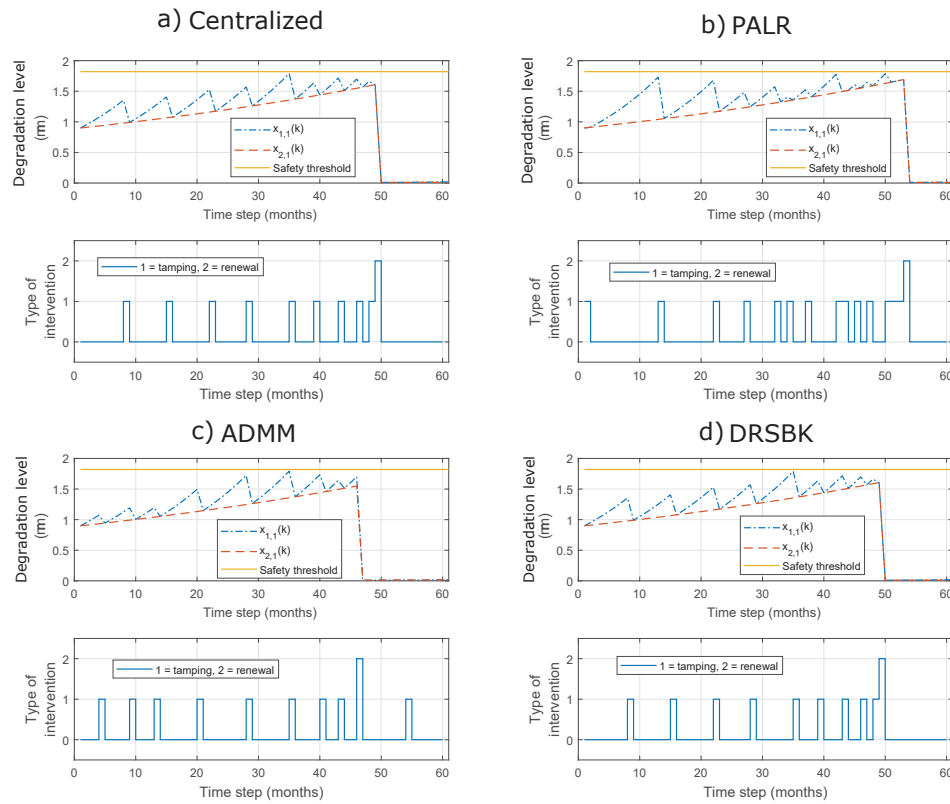 a) Centralized
Degradation level
(m)
2
1.5
1
0.5
0
x1,1(k)
x2,1(k)
Safety threshold
0 10 20 30 40 50 60
Time step (months)
Type of
intervention
2
1
0
1 = tamping, 2 = renewal
0 10 20 30 40 50 60
Time step (months)
b) PALR
Degradation level
(m)
2
1.5
1
0.5
0
x1,1(k)
x2,1(k)
Safety threshold
0 10 20 30 40 50 60
Time step (months)
Type of
intervention
2
1
0
1 = tamping, 2 = renewal
0 10 20 30 40 50 60
Time step (months)
c) ADMM
Degradation level
(m)
2
1.5
1
0.5
0
x1,1(k)
x2,1(k)
Safety threshold
0 10 20 30 40 50 60
Time step (months)
Type of
intervention
2
1
0
1 = tamping, 2 = renewal
0 10 20 30 40 50 60
Time step (months)
d) DRSBK
Degradation level
(m)
2
1.5
1
0.5
0
x1,1(k)
x2,1(k)
Safety threshold
0 10 20 30 40 50 60
Time step (months)
Type of
intervention
2
1
0
1 = tamping, 2 = renewal
0 10 20 30 40 50 60
Time step (months)